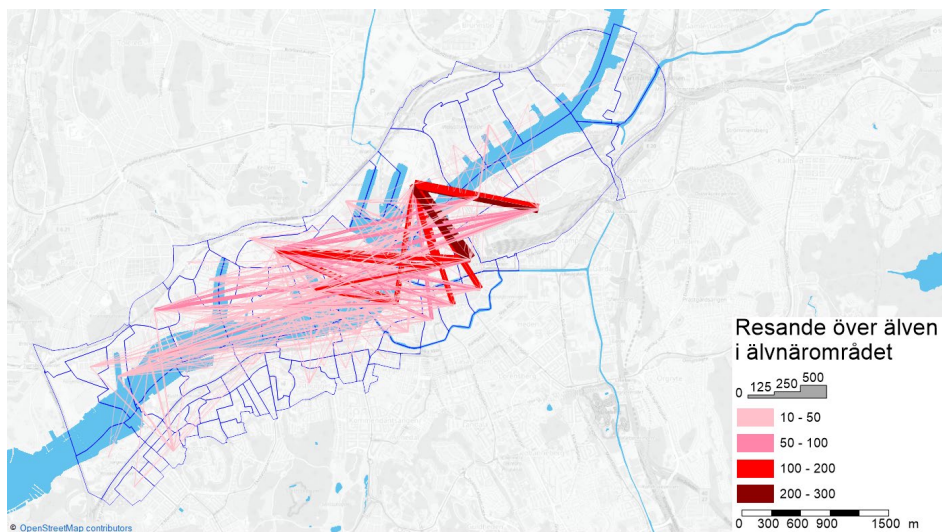 Resande över älven
i älvnärområdet
0 125 250 500
10 - 50
50 - 100
100 - 200
200 - 300
0 300 600 900 1500 m
© OpenStreetMap contributors